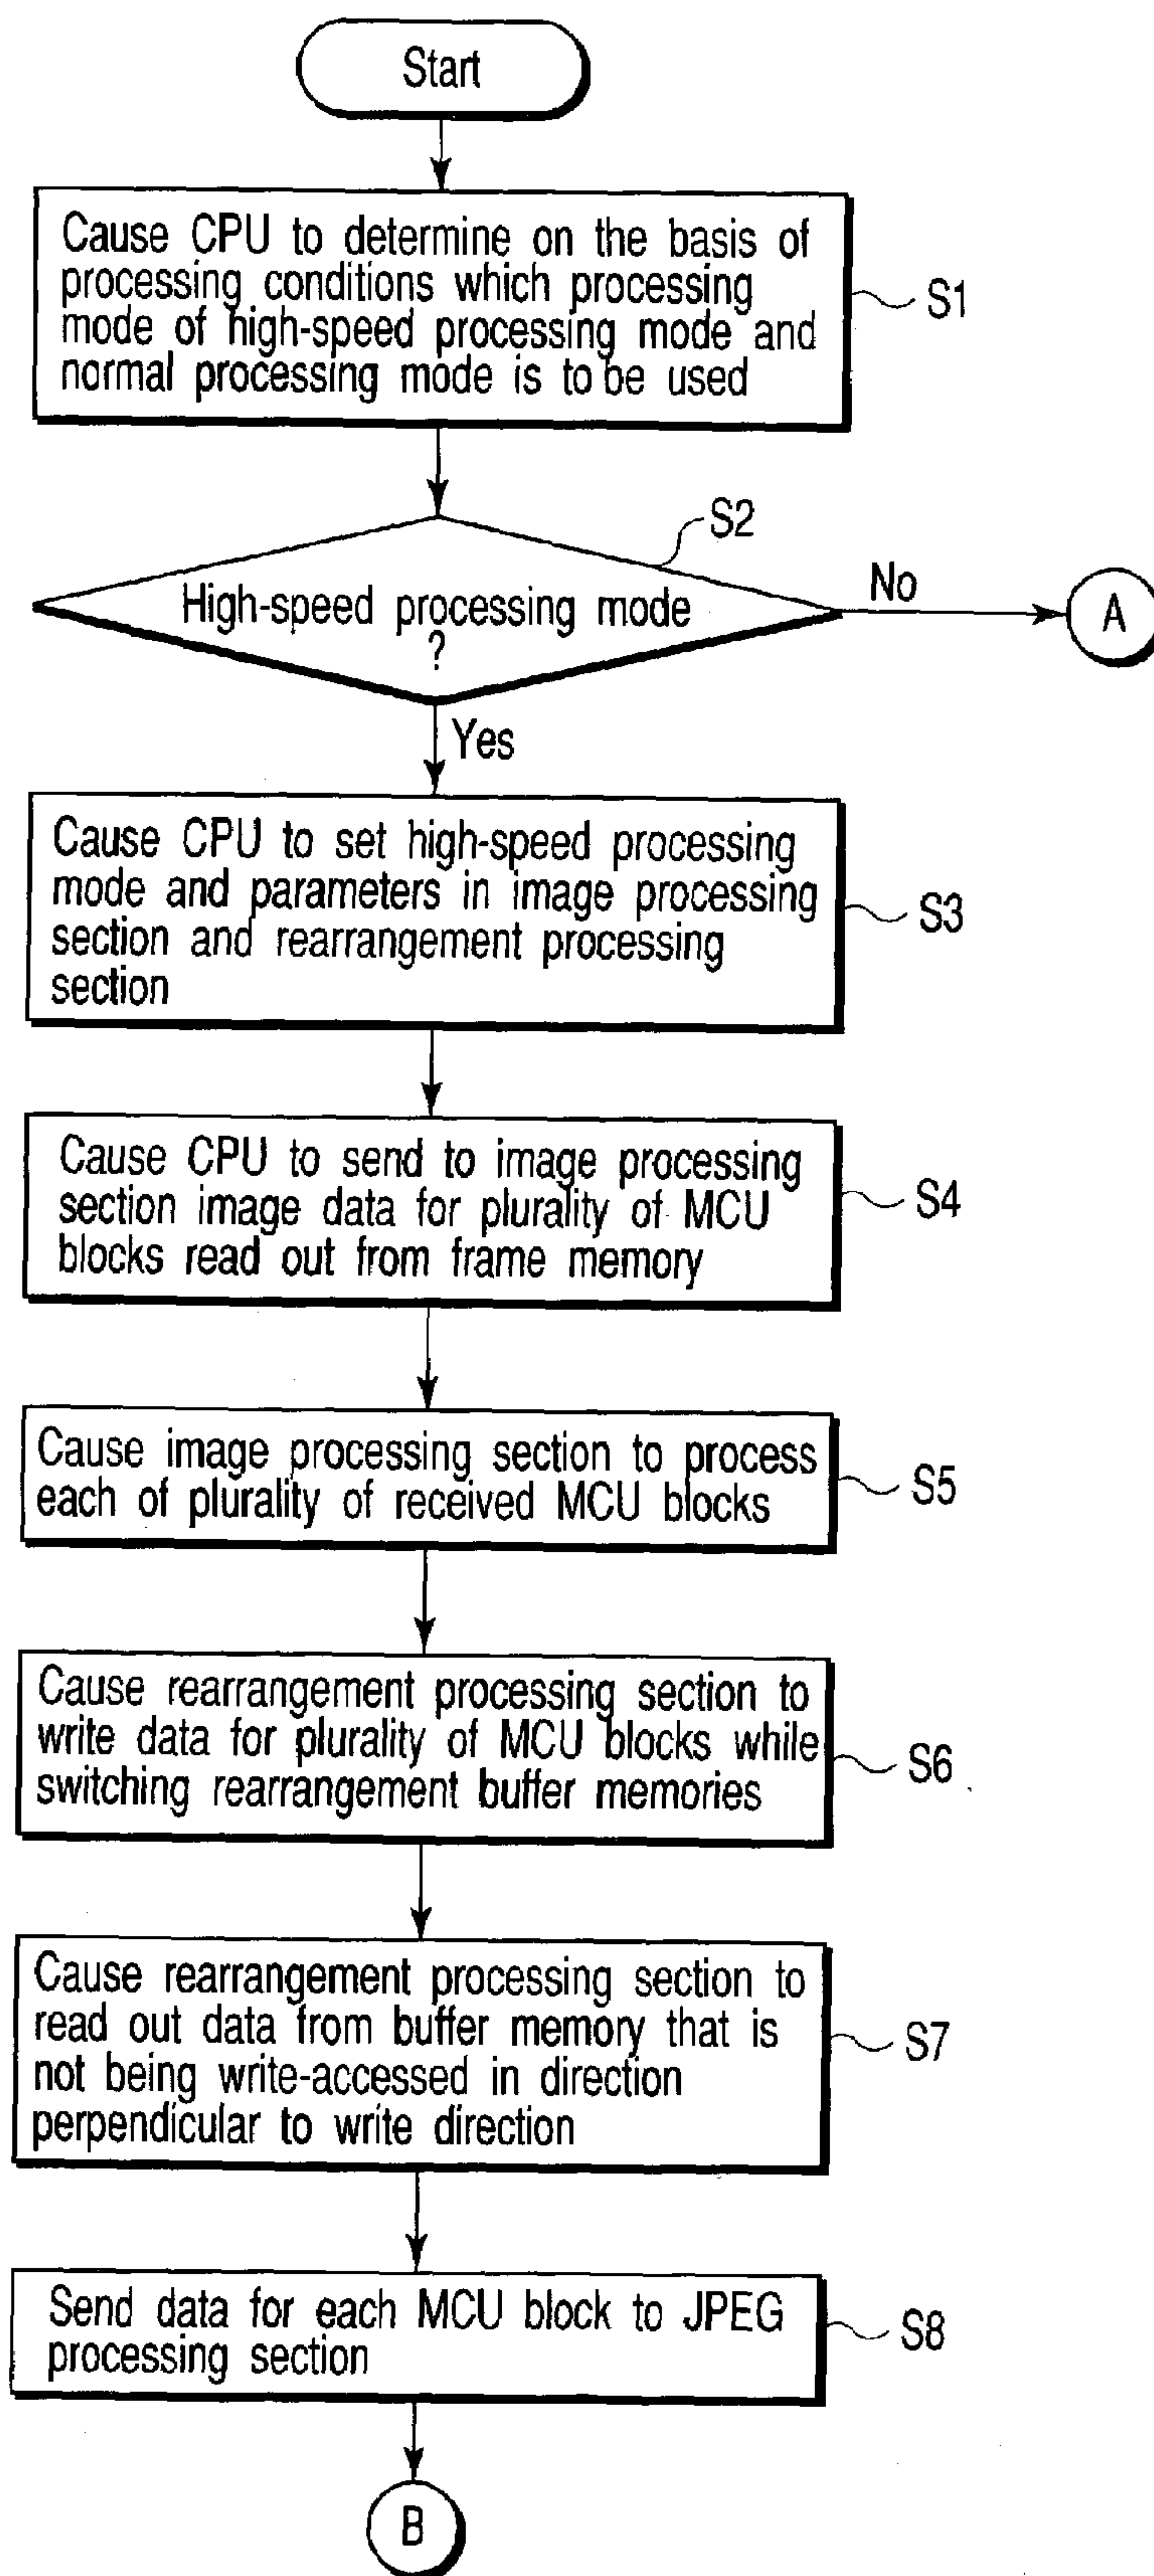 Start
Cause CPU to determine on the basis of
processing conditions which processing
mode of high-speed processing mode and
normal processing mode is to be used
S1
S2
High-speed processing mode
?
No
A
Yes
Cause CPU to set high-speed processing
mode and parameters in image processing
section and rearrangement processing
section
S3
Cause CPU to send to image processing
section image data for plurality of MCU
blocks read out from frame memory
S4
Cause image processing section to process
each of plurality of received MCU blocks
S5
Cause rearrangement processing section to
write data for plurality of MCU blocks while
switching rearrangement buffer memories
S6
Cause rearrangement processing section to
read out data from buffer memory that is
not being write-accessed in direction
perpendicular to write direction
S7
Send data for each MCU block to JPEG
processing section
S8
B